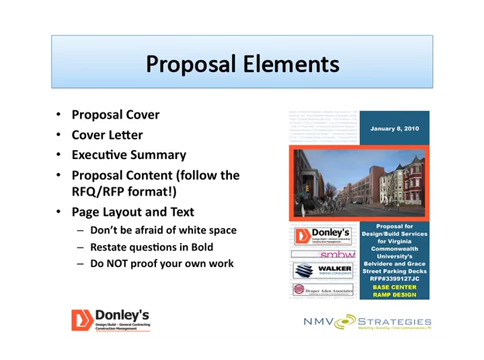 Proposal Elements
• Proposal Cover
• Cover Letter
• Executive Summary
• Proposal Content (follow the
RFQ/RFP format!)
• Page Layout and Text
– Don't be afraid of white space
– Restate questions in Bold
– Do NOT proof your own work
January 8, 2010
Donley's
smbw
WALKER
Draper Aden Associates
Proposal for
Design/Build Services
for Virginia
Commonwealth
University's
Belvidere and Grace
Street Parking Decks
RFP#3399127JC
BASE CENTER
RAMP DESIGN
Donley's
Design/Build - General Contracting
Construction Management
NMV STRATEGIES